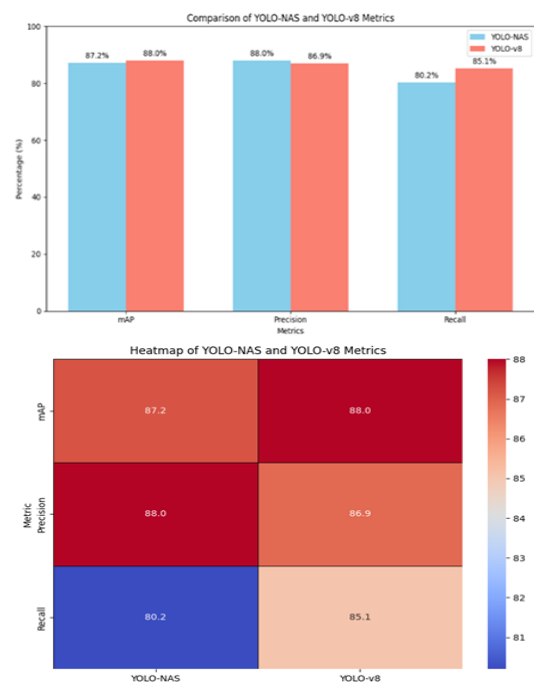 Comparison of YOLO-NAS and YOLO-v8 Metrics
100
80
60
40
20
0
Percentage (%)
YOLO-NAS
YOLO-v8
87.2%
88.0%
88.0%
86.9%
80.2%
85.1%
mAP
Precision
Recall
Metrics
Heatmap of YOLO-NAS and YOLO-v8 Metrics
Metric
mAP
Precision
Recall
87.2
88.0
88.0
86.9
80.2
85.1
YOLO-NAS
YOLO-v8
88
87
86
85
84
83
82
81